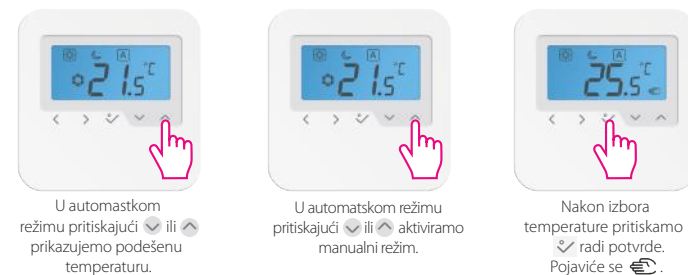 A
21.5°C
A
21.5°C
A
25.5°C
U automastkom
režimu pritiskajući ili
prikazujemo podešenu
temperaturu.
U automatskom režimu
pritiskajući ili aktiviramo
manualni režim.
Nakon izbora
temperature pritiskamo
radi potvrde.
Pojaviće se .